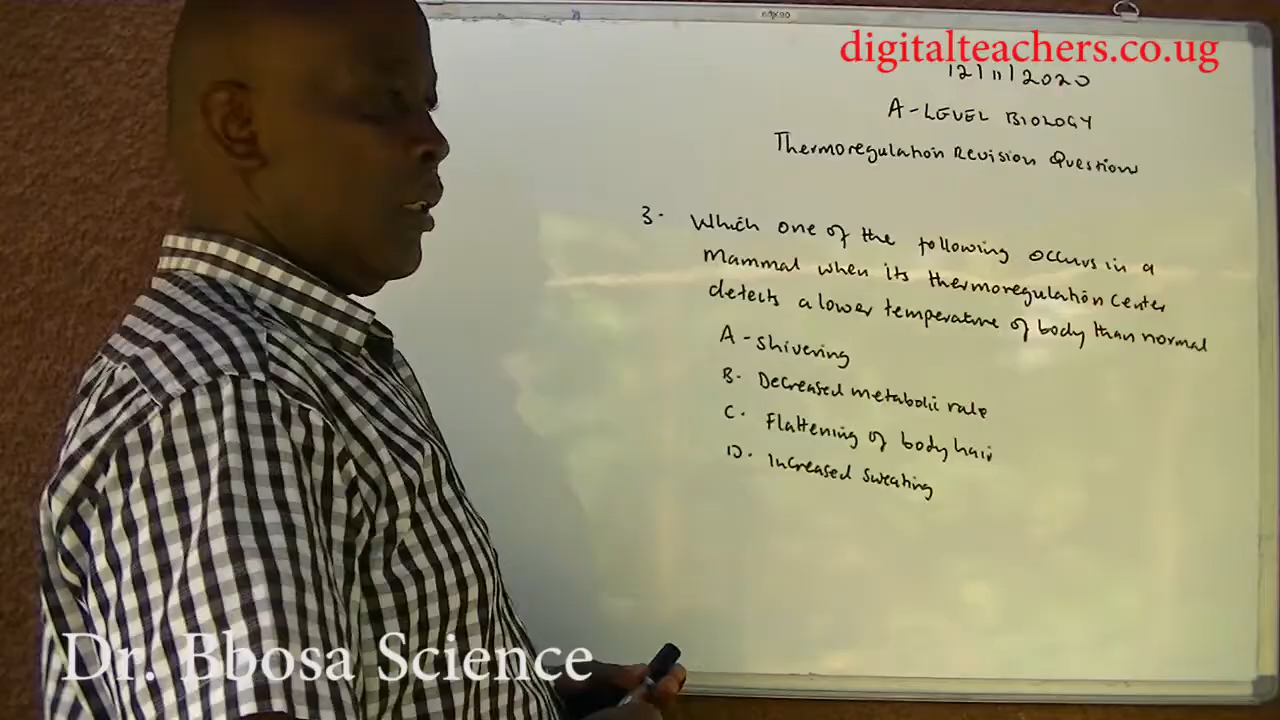 digitalteachers.co.ug
12/11/2020
A-LEVEL BIOLOGY
Thermoregulation Revision Questions
3. Which one of the following occurs in a
mammal when its thermoregulation center
detects a lower temperature of body than normal
A - shivering
B. Decreased metabolic rate
C. Flattening of body hair
D. Increased sweating
Dr. Bbosa Science